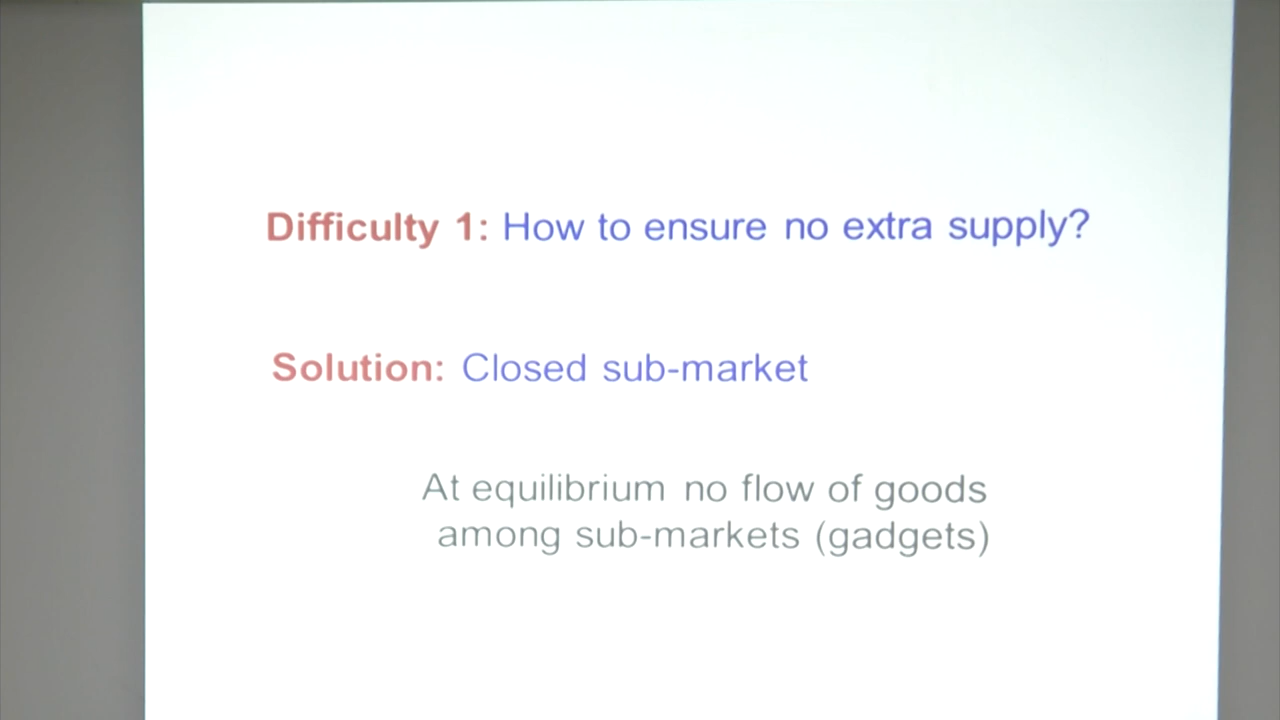 Difficulty 1: How to ensure no extra supply?
Solution: Closed sub-market
At equilibrium no flow of goods
among sub-markets (gadgets)